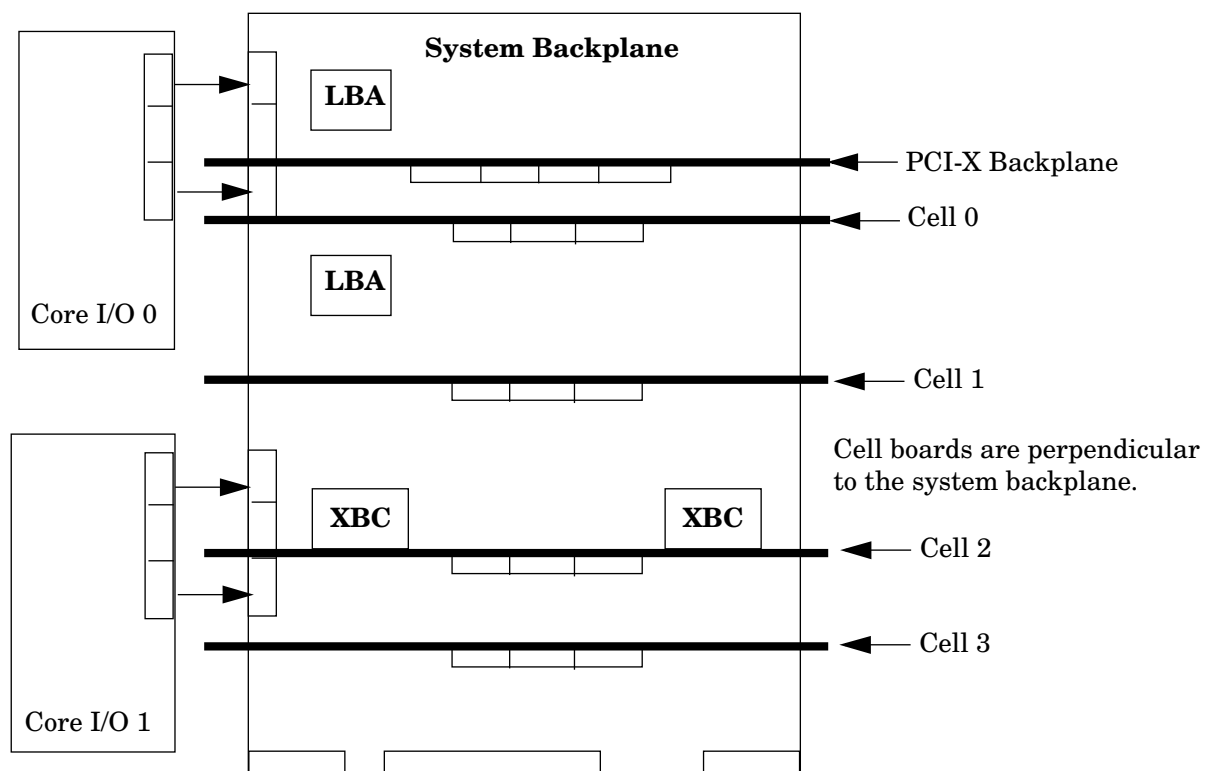 System Backplane
LBA
PCI-X Backplane
Cell 0
LBA
Core I/O 0
Cell 1
Cell boards are perpendicular
to the system backplane.
XBC
XBC
Cell 2
Cell 3
Core I/O 1